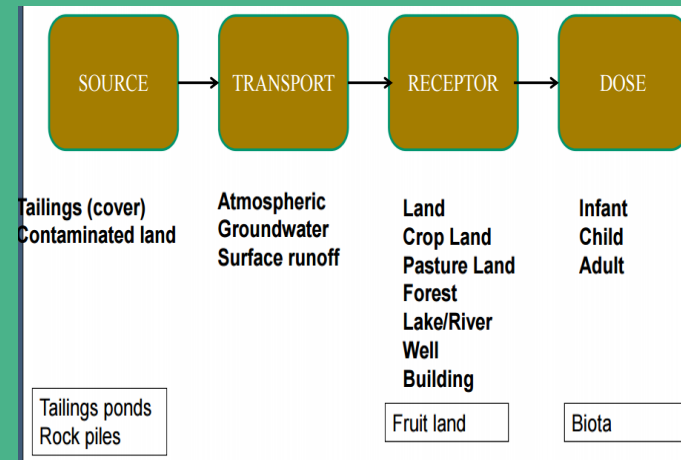 SOURCE
TRANSPORT
RECEPTOR
DOSE
Tailings (cover)
Contaminated land
Atmospheric
Groundwater
Surface runoff
Land
Crop Land
Pasture Land
Forest
Lake/River
Well
Building
Infant
Child
Adult
Tailings ponds
Rock piles
Fruit land
Biota